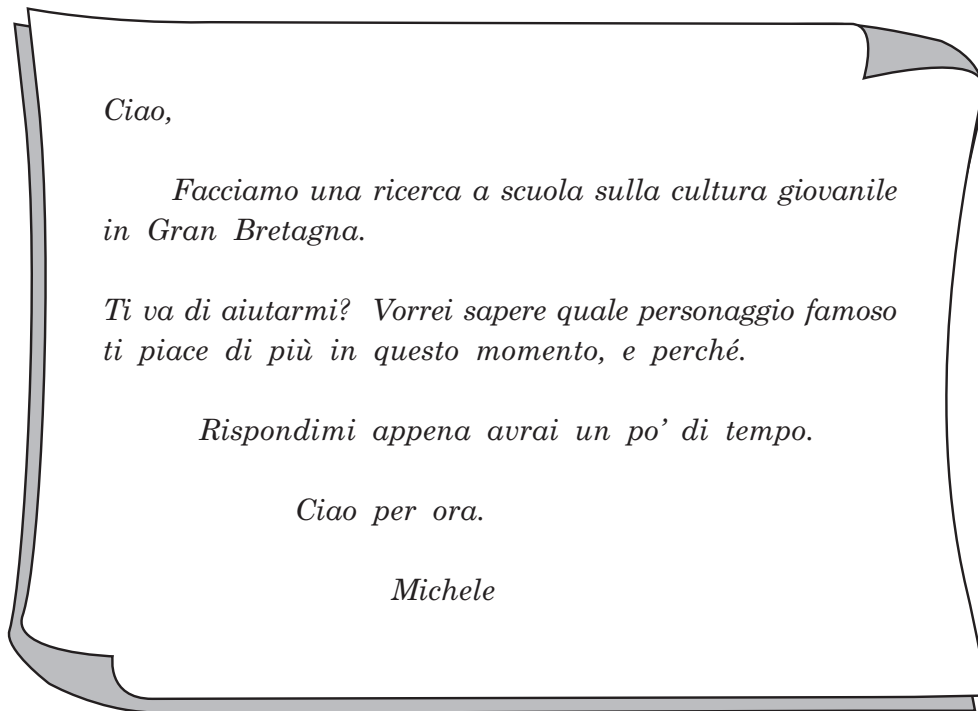 Ciao,
Facciamo una ricerca a scuola sulla cultura giovanile
in Gran Bretagna.
Ti va di aiutarmi? Vorrei sapere quale personaggio famoso
ti piace di più in questo momento, e perché.
Rispondimi appena avrai un po’ di tempo.
Ciao per ora.
Michele